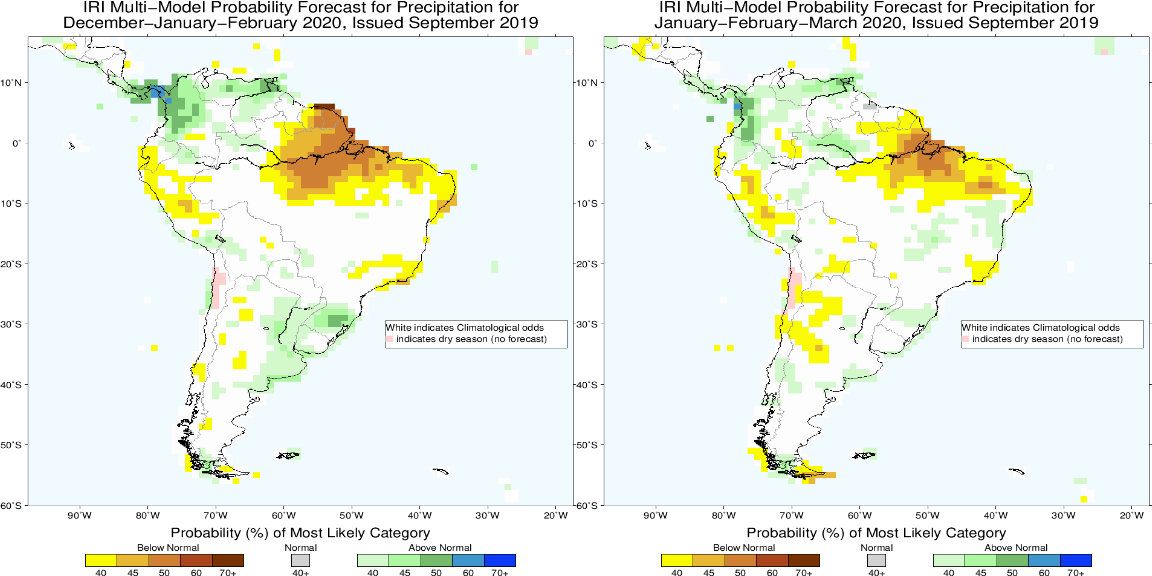 IRI Multi-Model Probability Forecast for Precipitation for
December-January-February 2020, Issued September 2019
10°N
0°
10°S
20°S
30°S
40°S
50°S
60°S
White indicates Climatological odds
indicates dry season (no forecast)
90°W 80°W 70°W 60°W 50°W 40°W 30°W 20°W
Probability (%) of Most Likely Category
Below Normal Normal Above Normal
40 45 50 60 70+ 40+ 40 45 50 60 70+
IRI Multi-Model Probability Forecast for Precipitation for
January-February-March 2020, Issued September 2019
10°N
0°
10°S
20°S
30°S
40°S
50°S
60°S
White indicates Climatological odds
indicates dry season (no forecast)
90°W 80°W 70°W 60°W 50°W 40°W 30°W 20°W
Probability (%) of Most Likely Category
Below Normal Normal Above Normal
40 45 50 60 70+ 40+ 40 45 50 60 70+